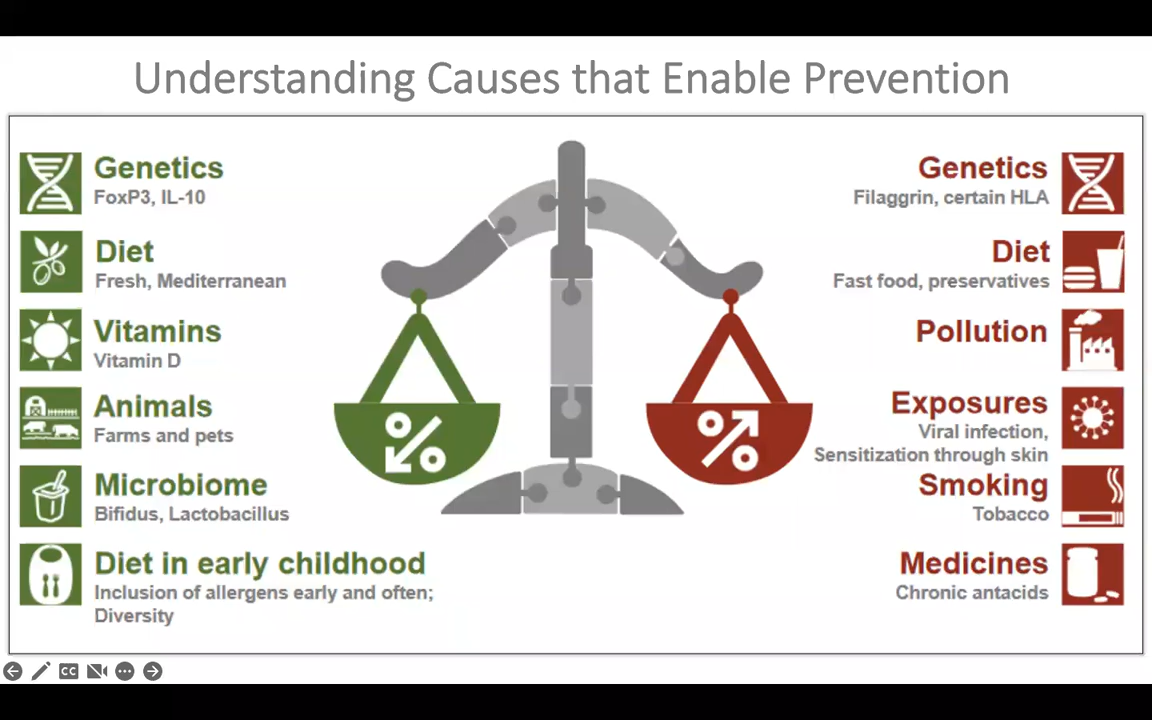 Understanding Causes that Enable Prevention
Genetics
FoxP3, IL-10
Diet
Fresh, Mediterranean
Vitamins
Vitamin D
Animals
Farms and pets
Microbiome
Bifidus, Lactobacillus
Diet in early childhood
Inclusion of allergens early and often;
Diversity
%
%
Genetics
Filaggrin, certain HLA
Diet
Fast food, preservatives
Pollution
Exposures
Viral infection,
Sensitization through skin
Smoking
Tobacco
Medicines
Chronic antacids
CC